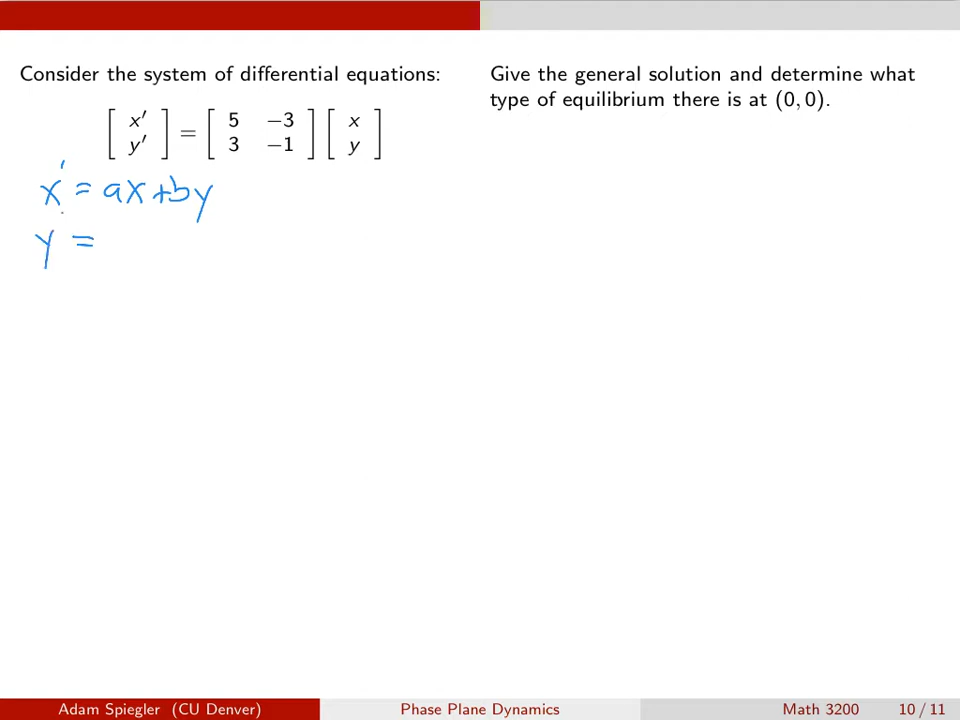 Consider the system of differential equations:
[ x′ ] = [ 5 −3 ] [ x ]
[ y′ ] [ 3 −1 ] [ y ]
x' = ax+by
y =
Give the general solution and determine what
type of equilibrium there is at (0, 0).
Adam Spiegler (CU Denver) Phase Plane Dynamics Math 3200 10 / 11